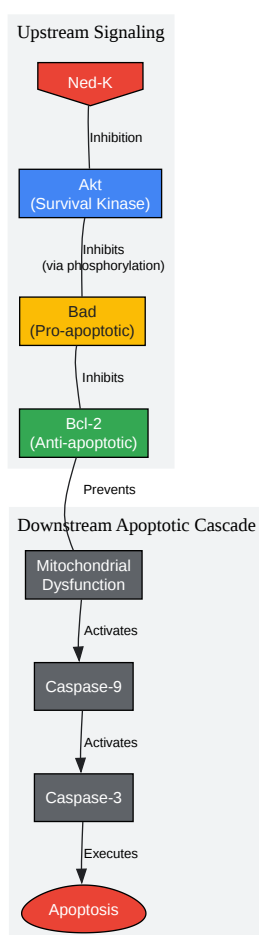 Upstream Signaling
Ned-K
Inhibition
Akt
(Survival Kinase)
Inhibits
(via phosphorylation)
Bad
(Pro-apoptotic)
Inhibits
Bcl-2
(Anti-apoptotic)
Prevents
Downstream Apoptotic Cascade
Mitochondrial
Dysfunction
Activates
Caspase-9
Activates
Caspase-3
Executes
Apoptosis